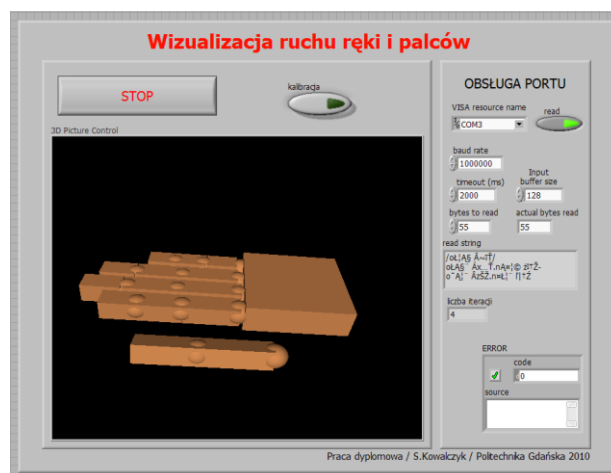 Wizualizacja ruchu ręki i palców
STOP
kalibracja
3D Picture Control
OBSŁUGA PORTU
VISA resource name
read
COM3
baud rate
1000000
timeout (ms)
Input
buffer size
2000
128
bytes to read
actual bytes read
55
55
read string
liczba iteracji
4
ERROR
code
0
source
Praca dyplomowa / S.Kowalczyk / Politechnika Gdańska 2010